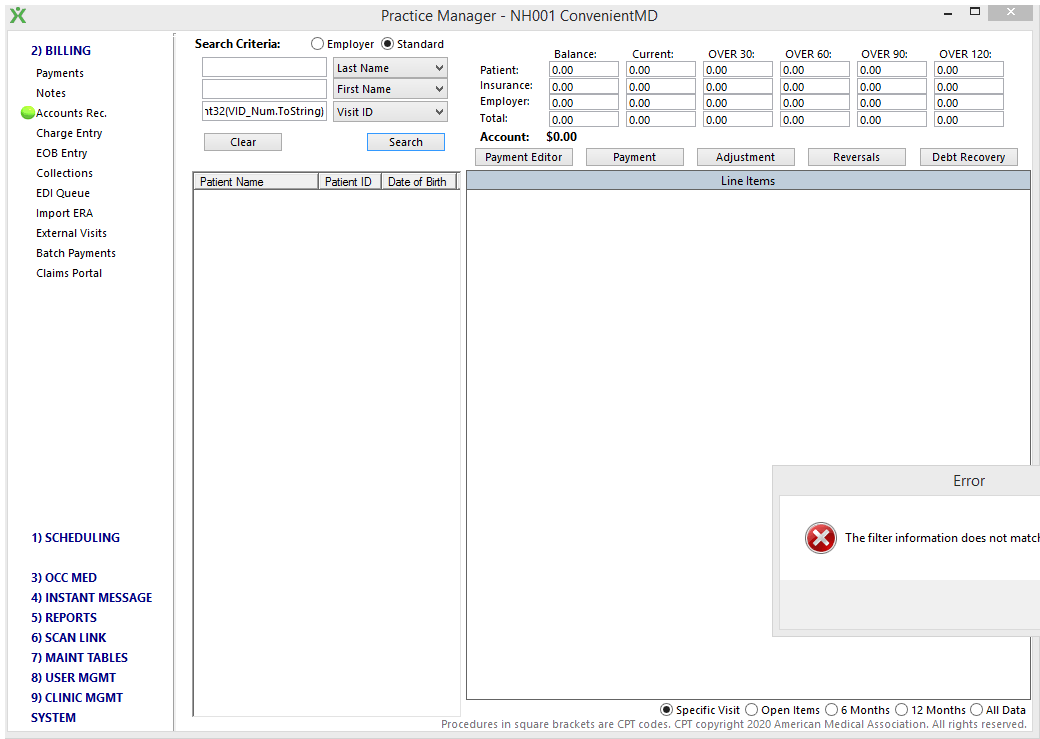 Practice Manager - NH001 ConvenientMD
2) BILLING
Payments
Notes
Accounts Rec.
Charge Entry
EOB Entry
Collections
EDI Queue
Import ERA
External Visits
Batch Payments
Claims Portal
1) SCHEDULING
3) OCC MED
4) INSTANT MESSAGE
5) REPORTS
6) SCAN LINK
7) MAINT TABLES
8) USER MGMT
9) CLINIC MGMT
SYSTEM
Search Criteria: Employer Standard
Last Name
First Name
nt32(VID_Num.ToString) Visit ID
Clear Search
Patient Name Patient ID Date of Birth
Balance: Current: OVER 30: OVER 60: OVER 90: OVER 120:
Patient: 0.00 0.00 0.00 0.00 0.00 0.00
Insurance: 0.00 0.00 0.00 0.00 0.00 0.00
Employer: 0.00 0.00 0.00 0.00 0.00 0.00
Total: 0.00 0.00 0.00 0.00 0.00 0.00
Account: $0.00
Payment Editor Payment Adjustment Reversals Debt Recovery
Line Items
Error
The filter information does not match
Specific Visit Open Items 6 Months 12 Months All Data
Procedures in square brackets are CPT codes. CPT copyright 2020 American Medical Association. All rights reserved.